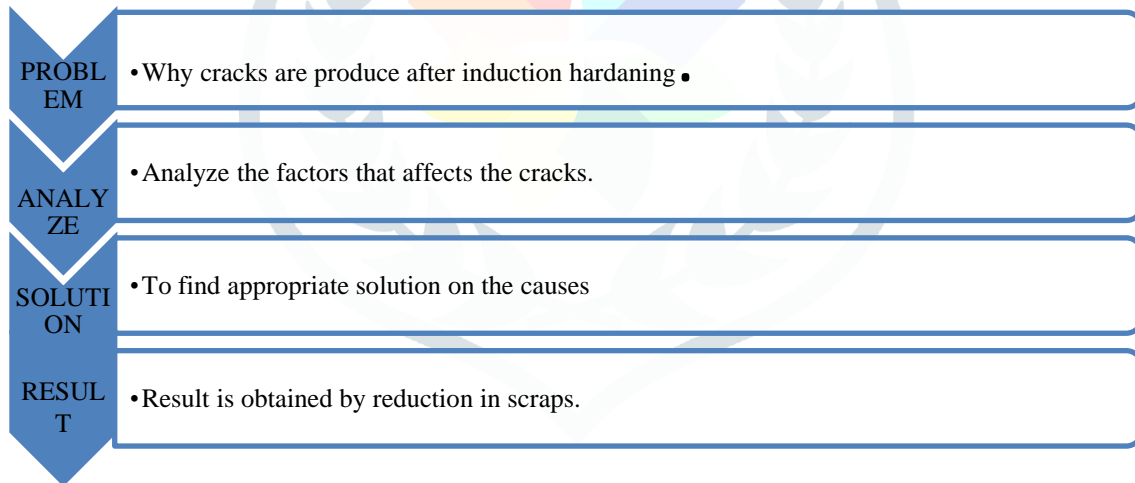 PROBL
EM
•Why cracks are produce after induction hardaning.
ANALY
ZE
•Analyze the factors that affects the cracks.
SOLUTI
ON
•To find appropriate solution on the causes
RESUL
T
•Result is obtained by reduction in scraps.